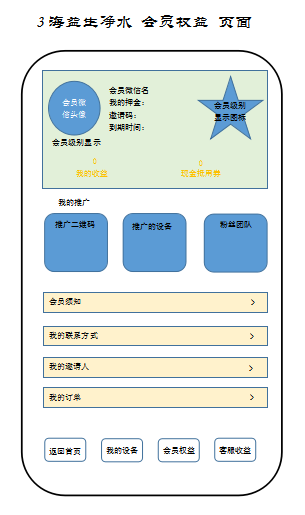 3 海益生净水 会员权益 页面
会员微
信头像
会员微信名
我的押金：
邀请码：
到期时间：
会员级别
显示图标
会员级别显示
0
我的收益
0
现金抵用券
我的推广
推广二维码
推广的设备
粉丝团队
会员须知 >
我的联系方式 >
我的邀请人 >
我的订单 >
返回首页
我的设备
会员权益
客服收益